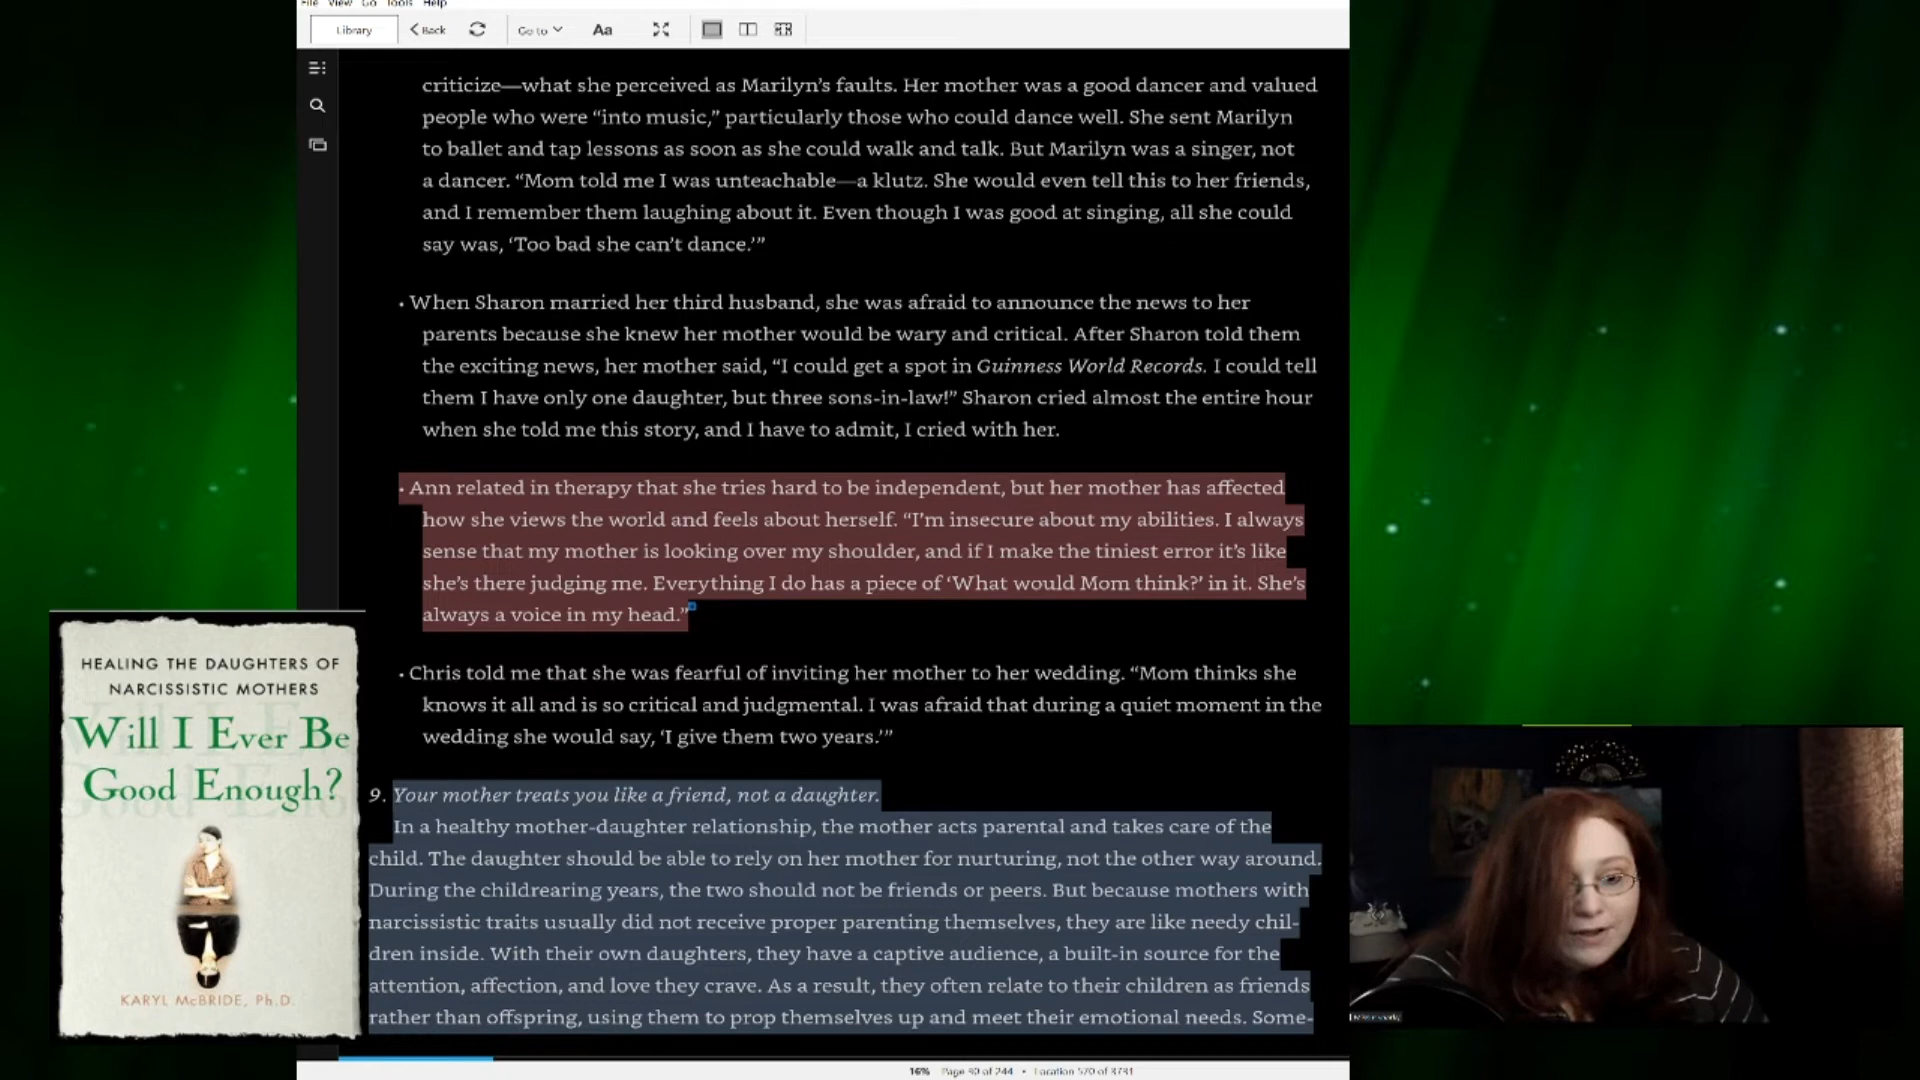 File View Go Tools Help
Library Back Go to Aa
criticize—what she perceived as Marilyn’s faults. Her mother was a good dancer and valued
people who were “into music,” particularly those who could dance well. She sent Marilyn
to ballet and tap lessons as soon as she could walk and talk. But Marilyn was a singer, not
a dancer. “Mom told me I was unteachable—a klutz. She would even tell this to her friends,
and I remember them laughing about it. Even though I was good at singing, all she could
say was, ‘Too bad she can’t dance.’”
• When Sharon married her third husband, she was afraid to announce the news to her
parents because she knew her mother would be wary and critical. After Sharon told them
the exciting news, her mother said, “I could get a spot in Guinness World Records. I could tell
them I have only one daughter, but three sons-in-law!” Sharon cried almost the entire hour
when she told me this story, and I have to admit, I cried with her.
• Ann related in therapy that she tries hard to be independent, but her mother has affected
how she views the world and feels about herself. “I’m insecure about my abilities. I always
sense that my mother is looking over my shoulder, and if I make the tiniest error it’s like
she’s there judging me. Everything I do has a piece of ‘What would Mom think?’ in it. She’s
always a voice in my head.”
• Chris told me that she was fearful of inviting her mother to her wedding. “Mom thinks she
knows it all and is so critical and judgmental. I was afraid that during a quiet moment in the
wedding she would say, ‘I give them two years.’”
9. Your mother treats you like a friend, not a daughter.
In a healthy mother-daughter relationship, the mother acts parental and takes care of the
child. The daughter should be able to rely on her mother for nurturing, not the other way around.
During the childrearing years, the two should not be friends or peers. But because mothers with
narcissistic traits usually did not receive proper parenting themselves, they are like needy chil-
dren inside. With their own daughters, they have a captive audience, a built-in source for the
attention, affection, and love they crave. As a result, they often relate to their children as friends
rather than offspring, using them to prop themselves up and meet their emotional needs. Some-
16% Page 40 of 244 • Location 570 of 3731
HEALING THE DAUGHTERS OF
NARCISSISTIC MOTHERS
Will I Ever Be
Good Enough?
KARYL McBRIDE, Ph.D.